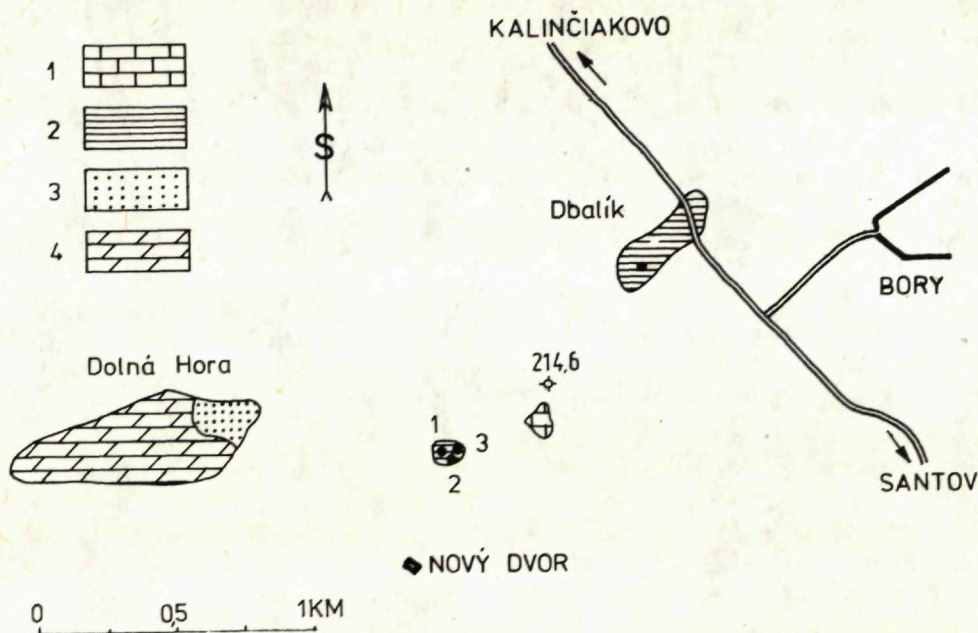 KALINČIAKOVO
1
2
3
4
S
Dbalík
BORY
Dolná Hora
214,6
1
3
2
SANTOV
NOVÝ DVOR
0 0,5 1KM